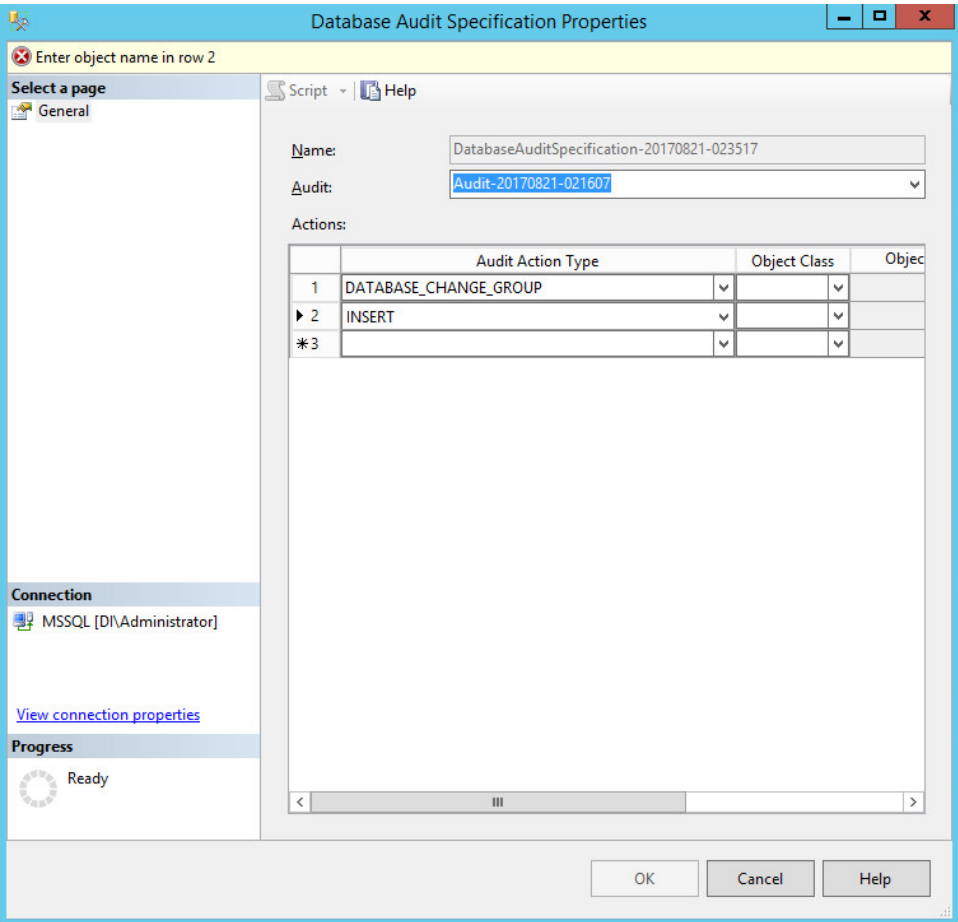 Database Audit Specification Properties
Enter object name in row 2
Select a page
General
Script
Help
Name:
DatabaseAuditSpecification-20170821-023517
Audit:
Audit-20170821-021607
Actions:
Audit Action Type
Object Class
Objec
1
DATABASE_CHANGE_GROUP
2
INSERT
*3
Connection
MSSQL [DI\Administrator]
View connection properties
Progress
Ready
OK
Cancel
Help